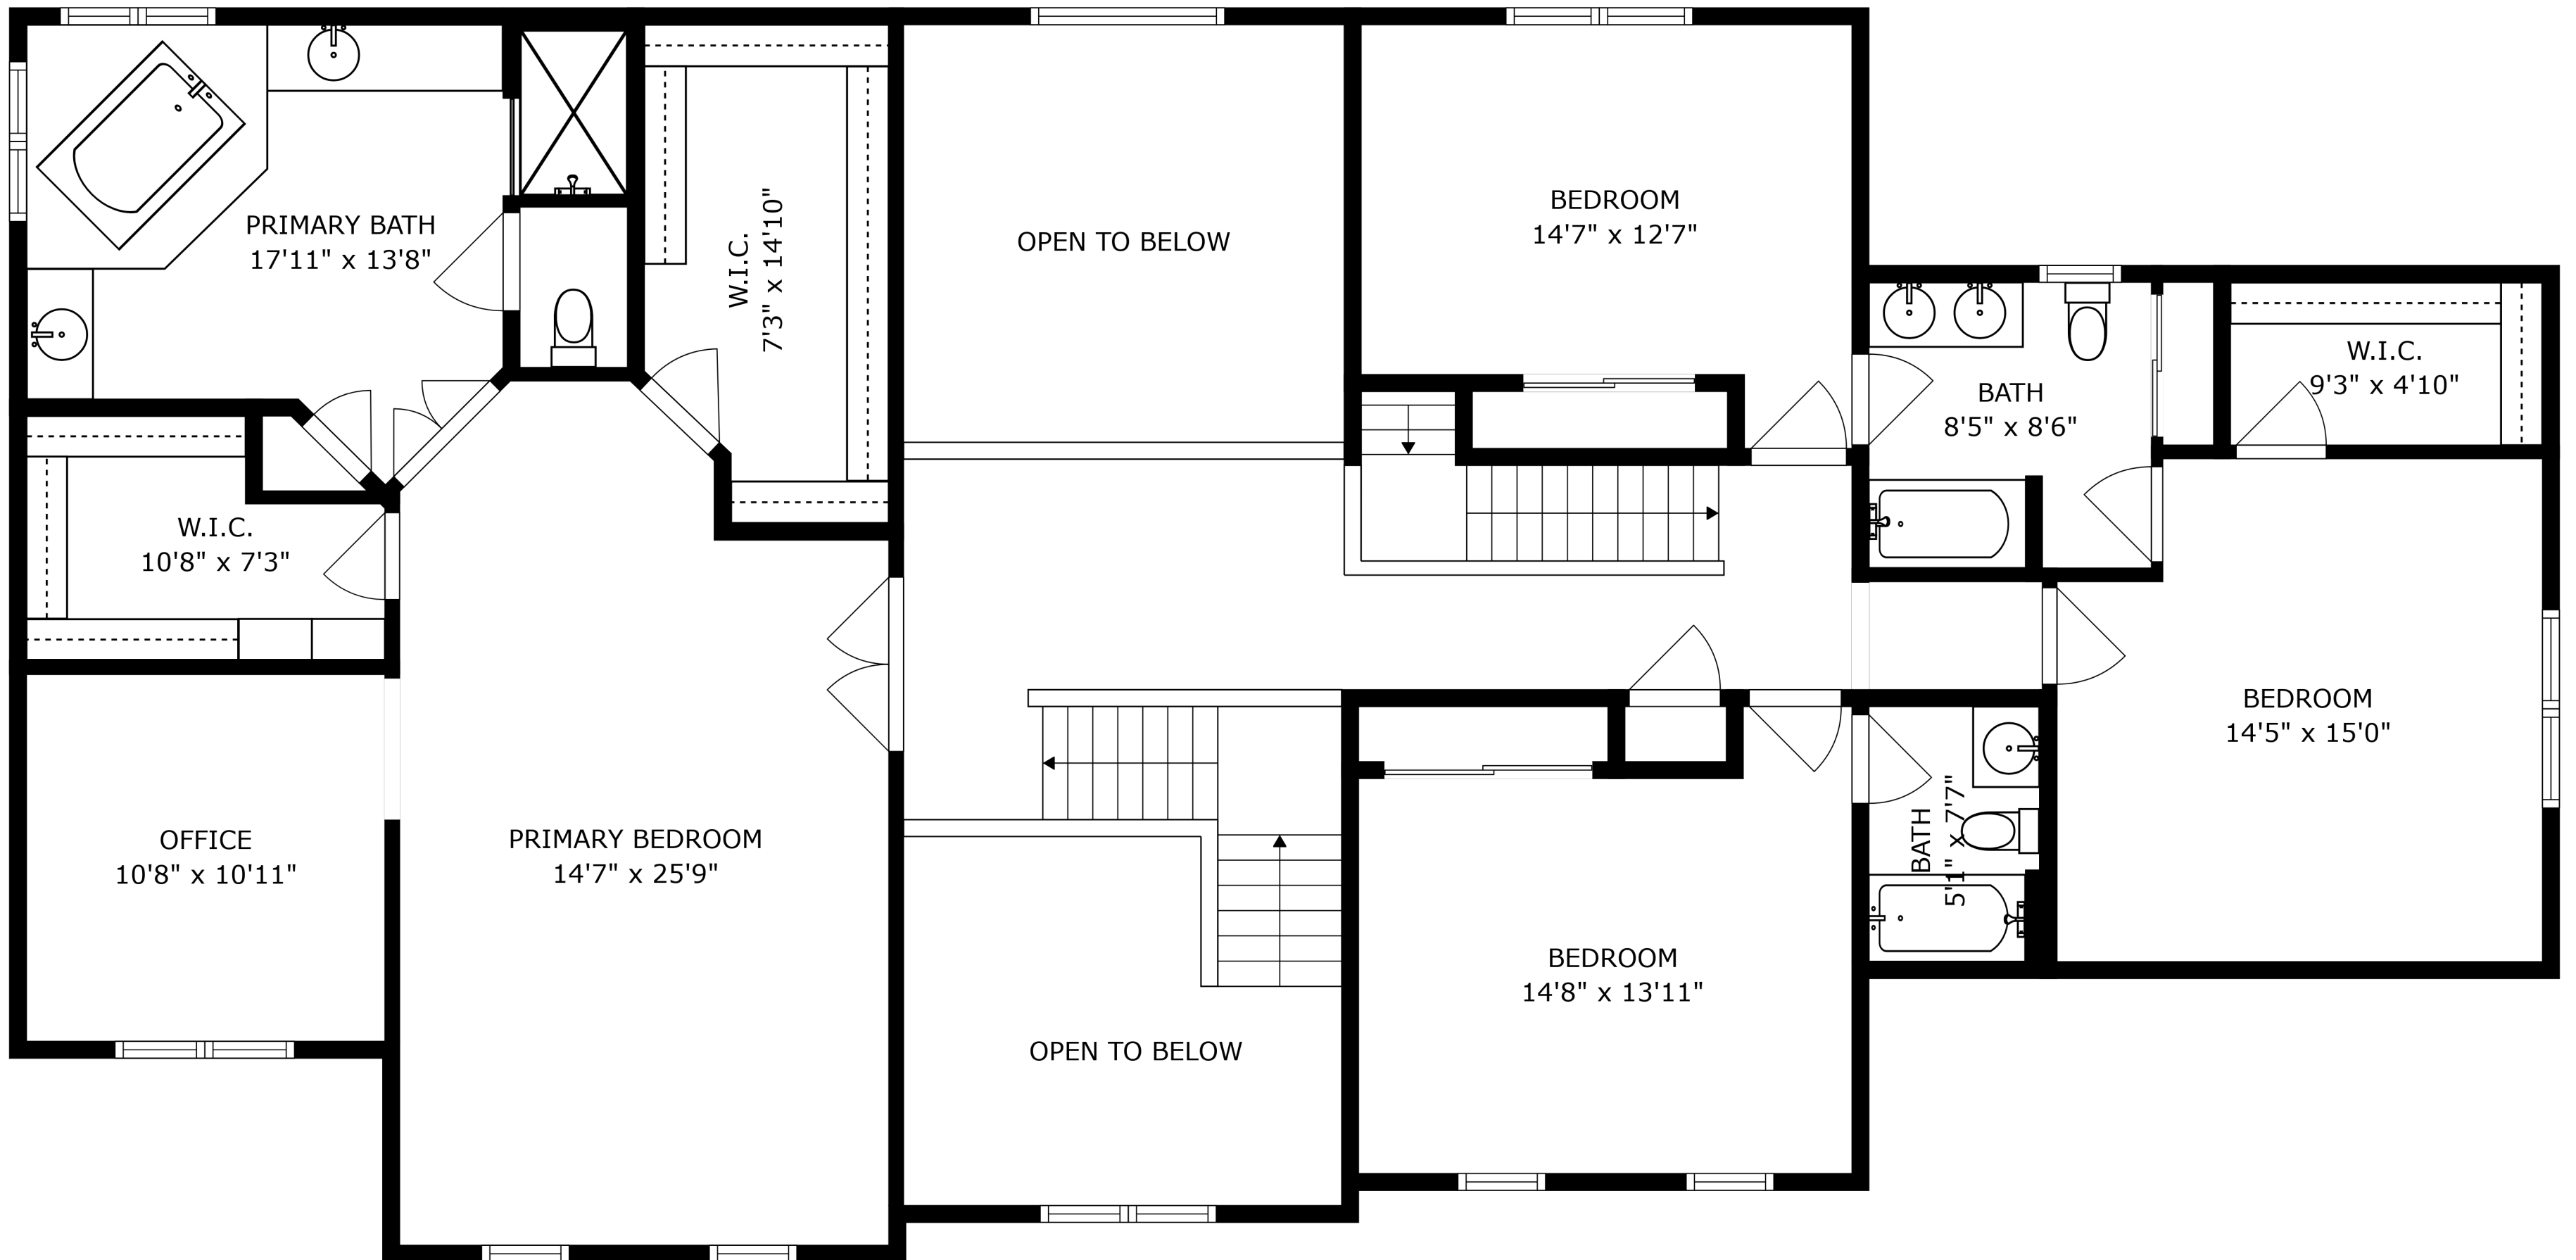 PRIMARY BATH
17'11" x 13'8"
W.I.C.
7'3" x 14'10"
OPEN TO BELOW
BEDROOM
14'7" x 12'7"
BATH
8'5" x 8'6"
W.I.C.
9'3" x 4'10"
W.I.C.
10'8" x 7'3"
OFFICE
10'8" x 10'11"
PRIMARY BEDROOM
14'7" x 25'9"
OPEN TO BELOW
BEDROOM
14'8" x 13'11"
BATH
5'1" x 7'7"
BEDROOM
14'5" x 15'0"